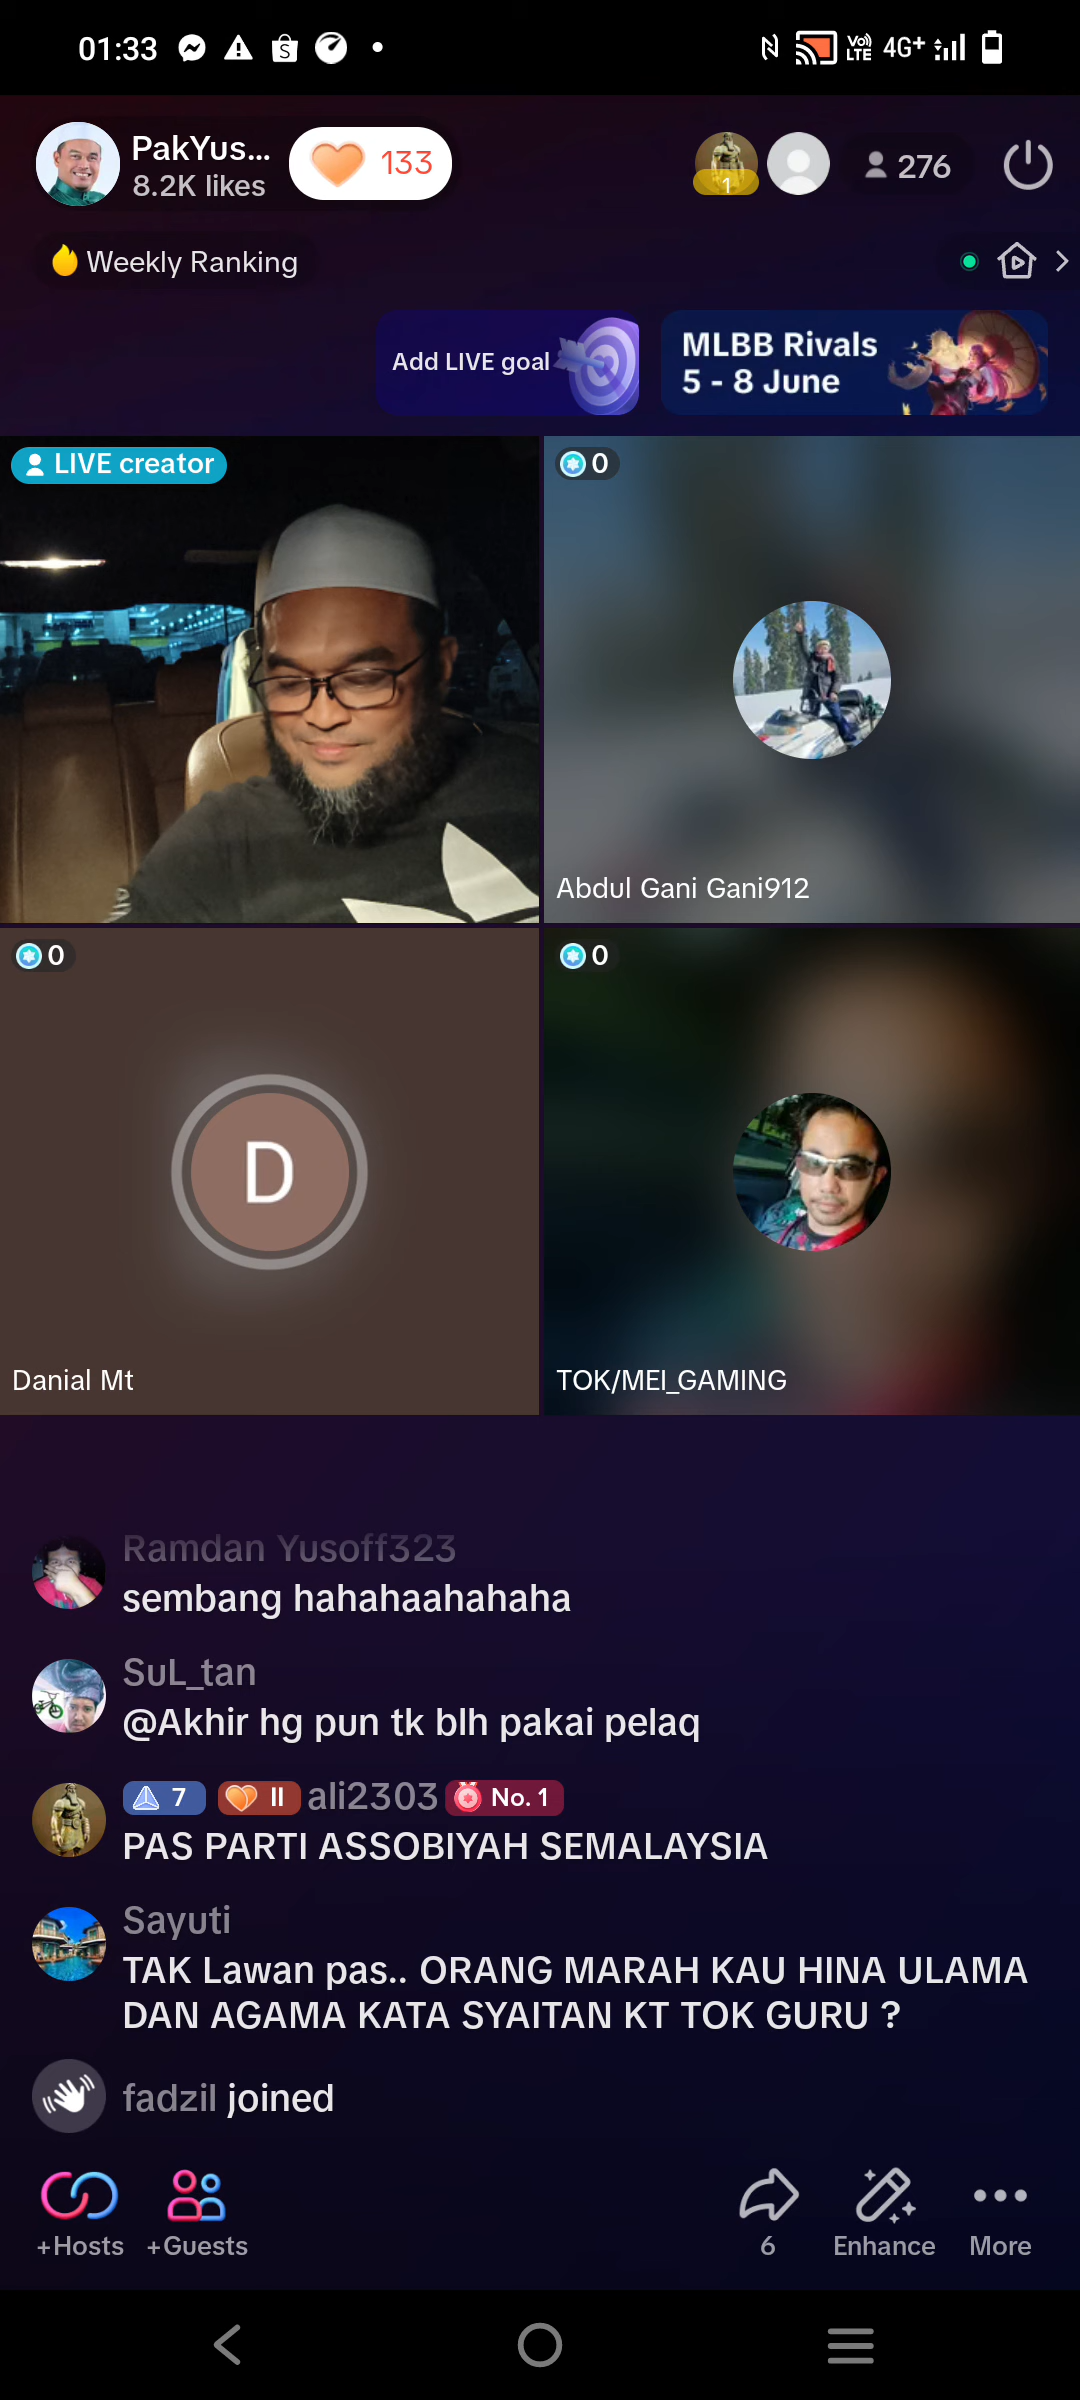 01:33
4G+
PakYus...
8.2K likes
133
1
276
Weekly Ranking
Add LIVE goal
MLBB Rivals
5 - 8 June
LIVE creator
0
Abdul Gani Gani912
0
0
D
Danial Mt
TOK/MEI_GAMING
Ramdan Yusoff323
sembang hahahaahahaha
SuL_tan
@Akhir hg pun tk blh pakai pelaq
7 II ali2303 No. 1
PAS PARTI ASSOBIYAH SEMALAYSIA
Sayuti
TAK Lawan pas.. ORANG MARAH KAU HINA ULAMA
DAN AGAMA KATA SYAITAN KT TOK GURU ?
fadzil joined
+Hosts
+Guests
6
Enhance
More